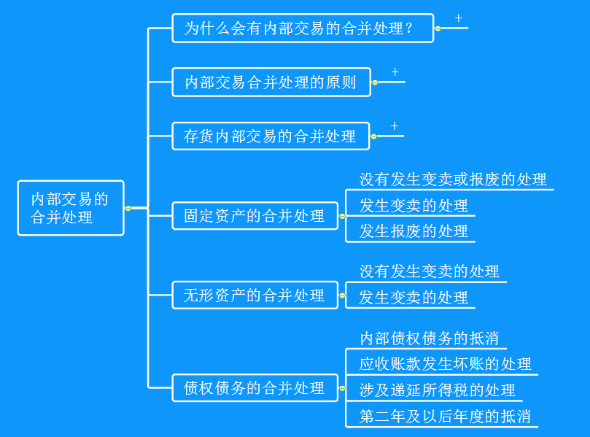 为什么会有内部交易的合并处理？
内部交易合并处理的原则
存货内部交易的合并处理
内部交易的
合并处理
固定资产的合并处理
没有发生变卖或报废的处理
发生变卖的处理
发生报废的处理
无形资产的合并处理
没有发生变卖的处理
发生变卖的处理
债权债务的合并处理
内部债权债务的抵消
应收账款发生坏账的处理
涉及递延所得税的处理
第二年及以后年度的抵消